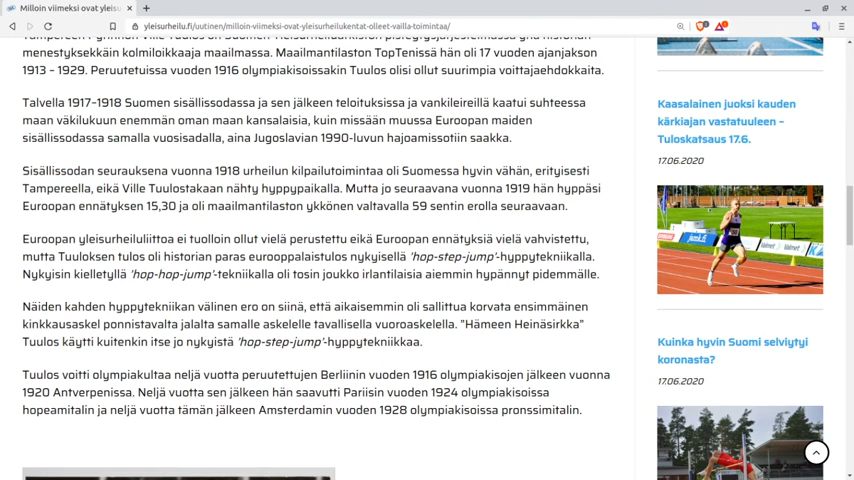 Milloin viimeksi ovat yleisu
yleisurheilu.fi/uutinen/milloin-viimeksi-ovat-yleisurheilukentat-olleet-vailla-toimintaa/
menestyksekkäin kolmiloikkaaja maailmassa. Maailmantilaston TopTenissä hän oli 17 vuoden ajanjakson
1913 – 1929. Peruutetuissa vuoden 1916 olympiakisoissakin Tuulos olisi ollut suurimpia voittajaehdokkaita.
Talvella 1917–1918 Suomen sisällissodassa ja sen jälkeen teloituksissa ja vankileireillä kaatui suhteessa
maan väkilukuun enemmän oman maan kansalaisia, kuin missään muussa Euroopan maiden
sisällissodassa samalla vuosisadalla, aina Jugoslavian 1990-luvun hajoamissotiin saakka.
Sisällissodan seurauksena vuonna 1918 urheilun kilpailutoimintaa oli Suomessa hyvin vähän, erityisesti
Tampereella, eikä Ville Tuulostakaan nähty hyppypaikalla. Mutta jo seuraavana vuonna 1919 hän hyppäsi
Euroopan ennätyksen 15,30 ja oli maailmantilaston ykkönen valtavalla 59 sentin erolla seuraavaan.
Euroopan yleisurheiluliittoa ei tuolloin ollut vielä perustettu eikä Euroopan ennätyksiä vielä vahvistettu,
mutta Tuuloksen tulos oli historian paras eurooppalaistulos nykyisellä 'hop-step-jump'-hyppytekniikalla.
Nykyisin kielletyllä 'hop-hop-jump'-tekniikalla oli tosin joukko irlantilaisia aiemmin hypännyt pidemmälle.
Näiden kahden hyppytekniikan välinen ero on siinä, että aikaisemmin oli sallittua korvata ensimmäinen
kinkkausaskel ponnistavalta jalalta samalle askelelle tavallisella vuoroaskelella. "Hämeen Heinäsirkka"
Tuulos käytti kuitenkin itse jo nykyistä 'hop-step-jump'-hyppytekniikkaa.
Tuulos voitti olympiakultaa neljä vuotta peruutettujen Berliinin vuoden 1916 olympiakisojen jälkeen vuonna
1920 Antverpenissa. Neljä vuotta sen jälkeen hän saavutti Pariisin vuoden 1924 olympiakisoissa
hopeamitalin ja neljä vuotta tämän jälkeen Amsterdamin vuoden 1928 olympiakisoissa pronssimitalin.
Kaasalainen juoksi kauden
kärkiajan vastatuuleen –
Tuloskatsaus 17.6.
17.06.2020
Kuinka hyvin Suomi selviytyi
koronasta?
17.06.2020